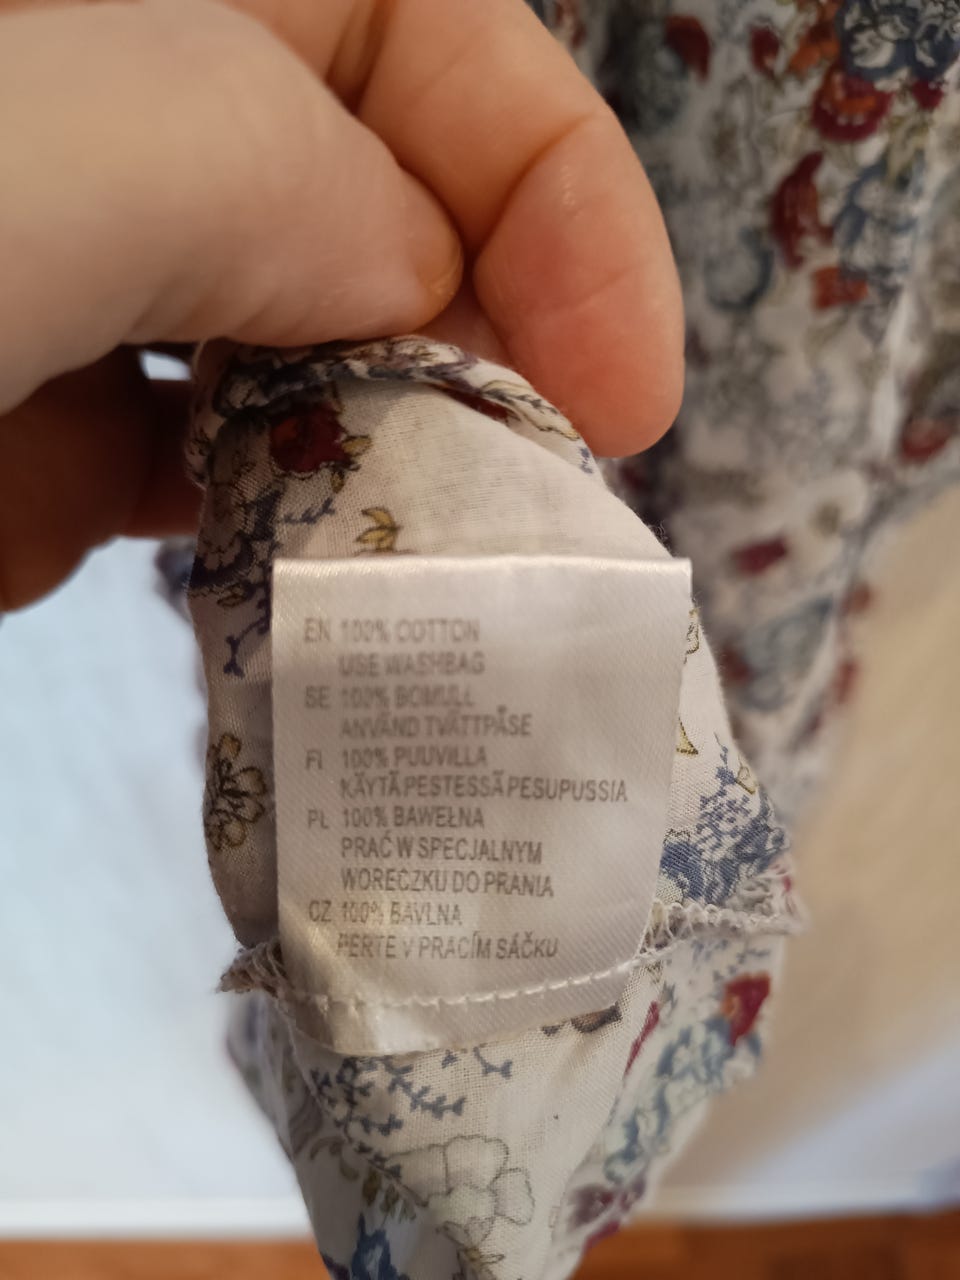 EN 100% COTTON
USE WASHBAG
SE 100% BOMULL
ANVÄND TVÄTTPÅSE
FI 100% PUUVILLA
KÄYTÄ PESTESSÄ PESUPUSSIA
PL 100% BAWEŁNA
PRAĆ W SPECJALNYM
WORECZKU DO PRANIA
CZ 100% BAVLNA
PERTE V PRACÍM SÁČKU